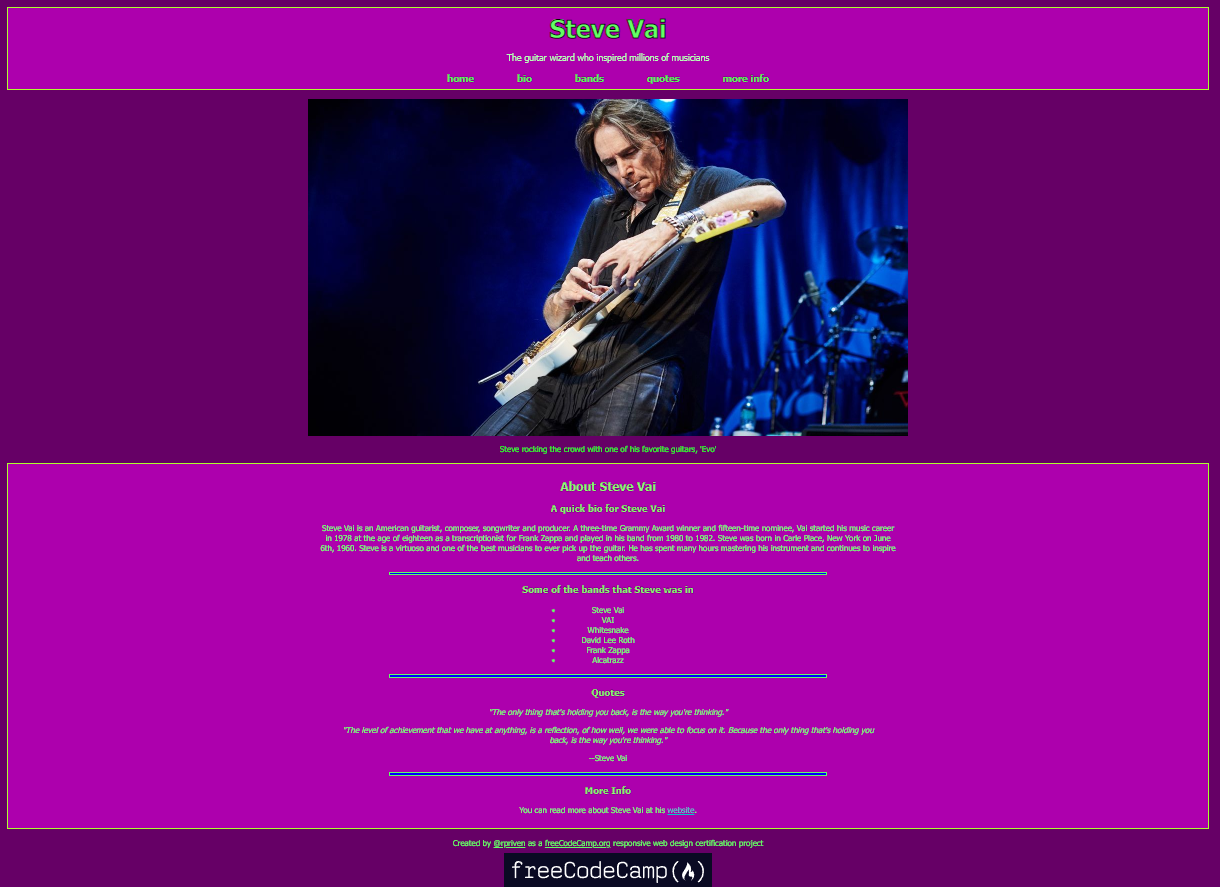 Steve Vai
The guitar wizard who inspired millions of musicians
home bio bands quotes more info
Steve rocking the crowd with one of his favorite guitars, 'Evo'
About Steve Vai
A quick bio for Steve Vai
Steve Vai is an American guitarist, composer, songwriter and producer. A three-time Grammy Award winner and fifteen-time nominee, Vai started his music career
in 1978 at the age of eighteen as a transcriptionist for Frank Zappa and played in his band from 1980 to 1982. Steve was born in Carle Place, New York on June
6th, 1960. Steve is a virtuoso and one of the best musicians to ever pick up the guitar. He has spent many hours mastering his instrument and continues to inspire
and teach others.
Some of the bands that Steve was in
• Steve Vai
• VAI
• Whitesnake
• David Lee Roth
• Frank Zappa
• Alcatrazz
Quotes
"The only thing that's holding you back, is the way you're thinking."
"The level of achievement that we have at anything, is a reflection, of how well, we were able to focus on it. Because the only thing that's holding you
back, is the way you're thinking."
--Steve Vai
More Info
You can read more about Steve Vai at his website.
Created by @rpriven as a freeCodeCamp.org responsive web design certification project
freeCodeCamp(🔥)